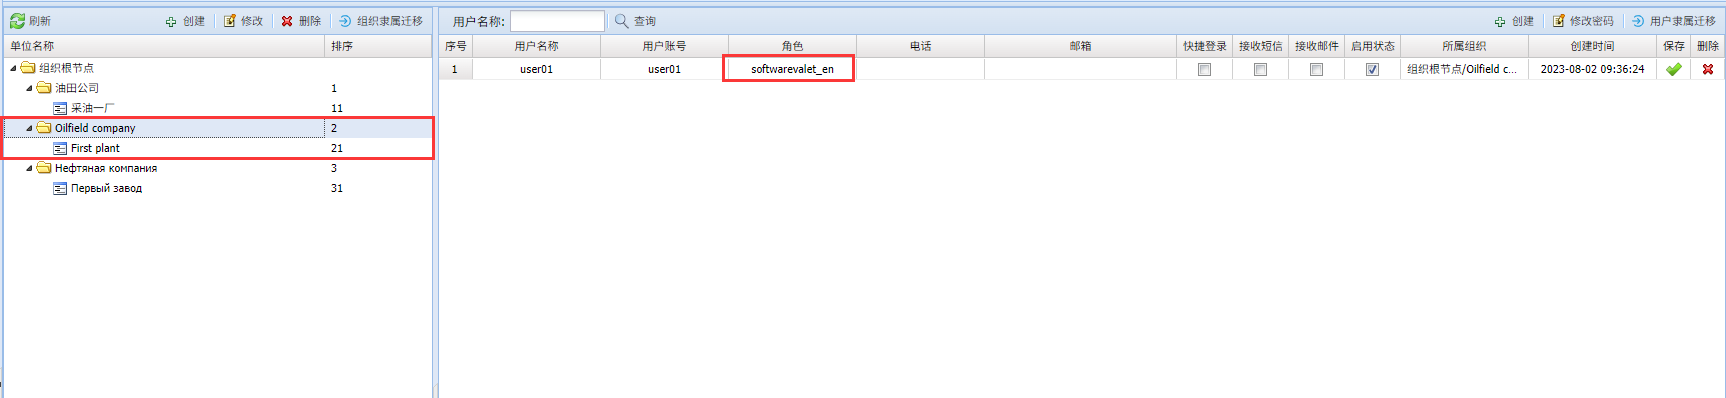 刷新 创建 修改 删除 组织隶属迁移
单位名称 排序
组织根节点
油田公司 1
采油一厂 11
Oilfield company 2
First plant 21
Нефтяная компания 3
Первый завод 31
用户名称: 查询 创建 修改密码 用户隶属迁移
序号 用户名称 用户账号 角色 电话 邮箱 快捷登录 接收短信 接收邮件 启用状态 所属组织 创建时间 保存 删除
1 user01 user01 softwarevalet_en 组织根节点/Oilfield c... 2023-08-02 09:36:24